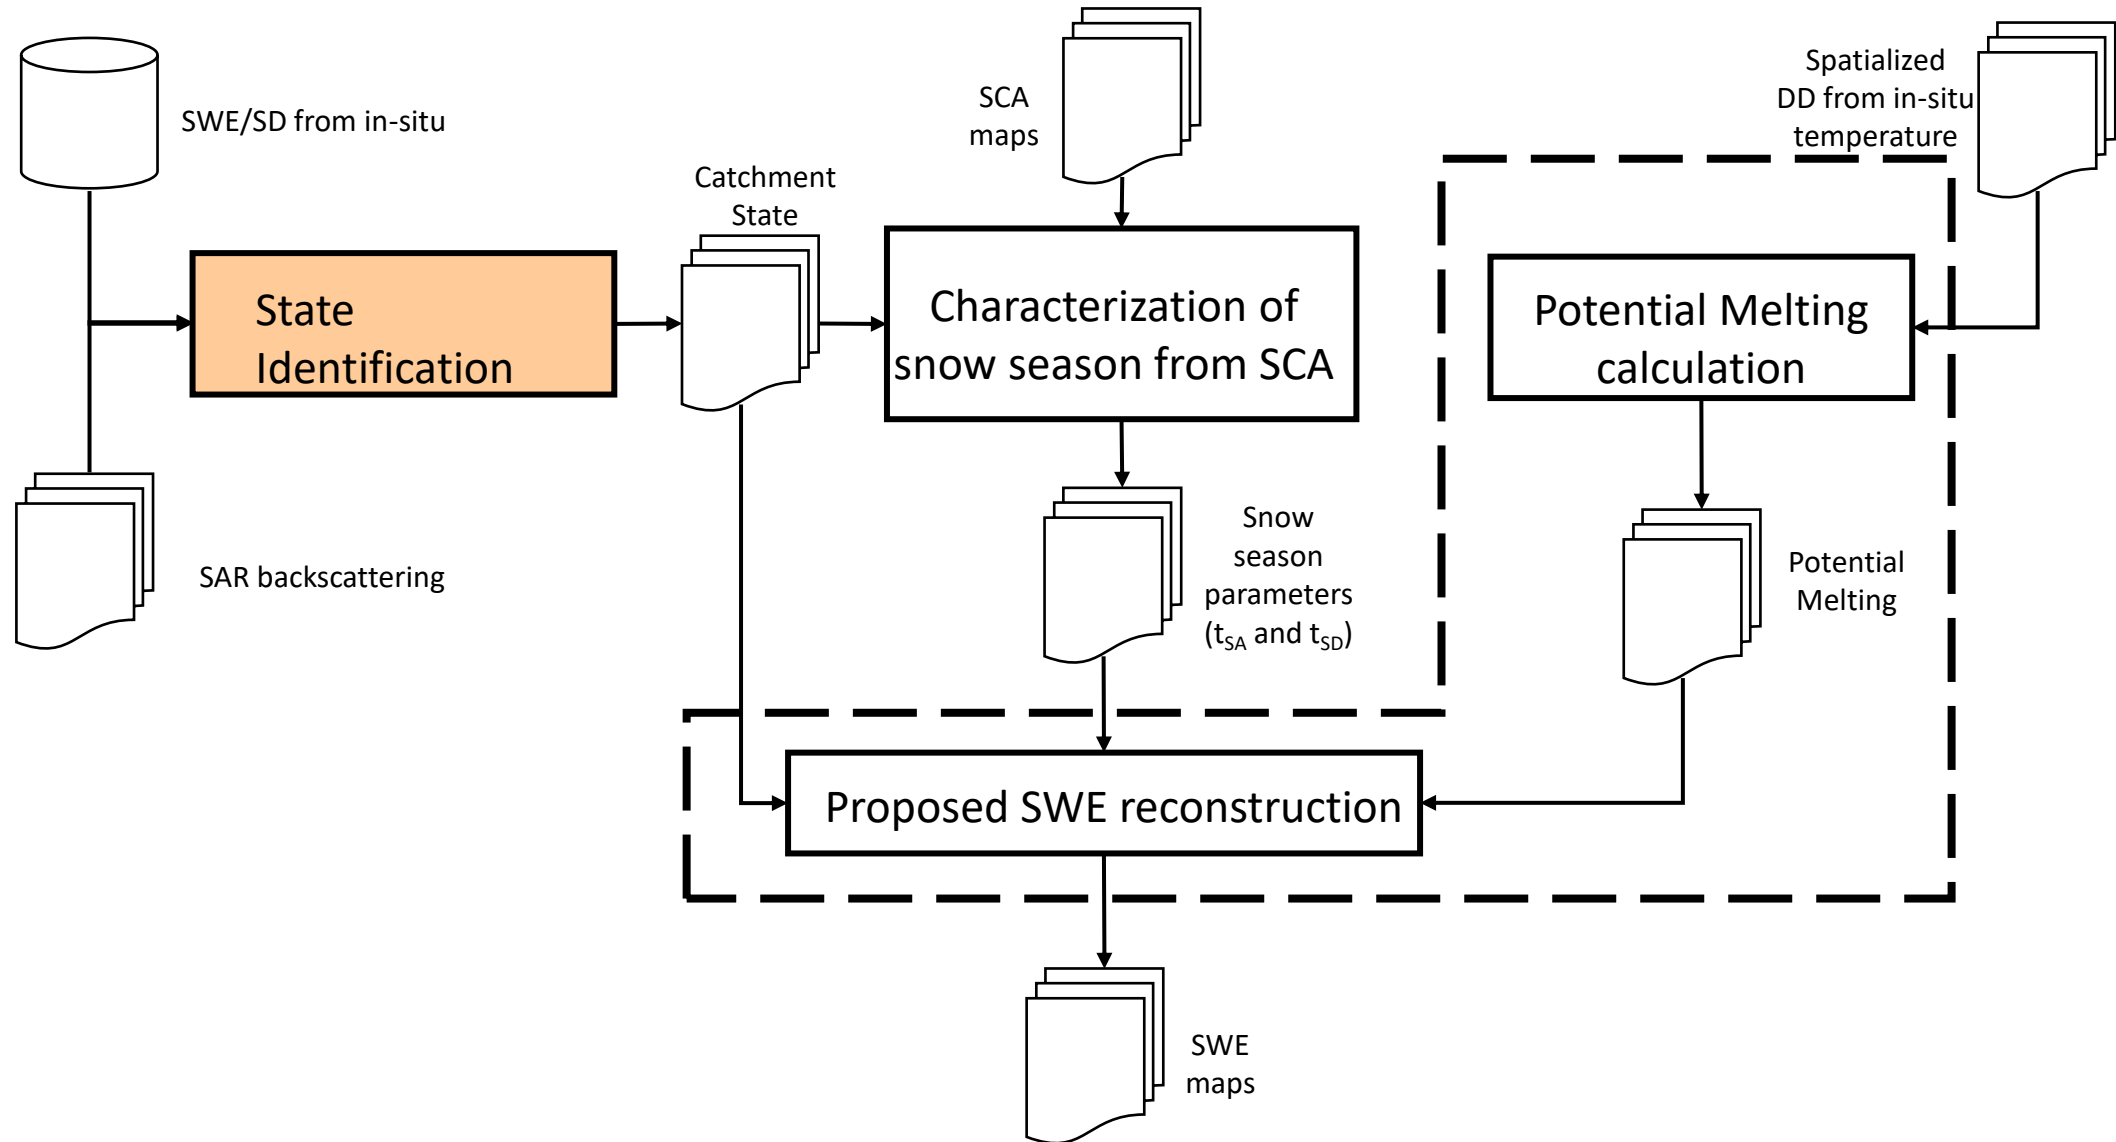 SWE/SD from in-situ
SCA
maps
Spatialized
DD from in-situ
temperature
Catchment
State
State
Identification
Characterization of
snow season from SCA
Potential Melting
calculation
SAR backscattering
Snow
season
parameters
(t_SA and t_SD)
Potential
Melting
Proposed SWE reconstruction
SWE
maps